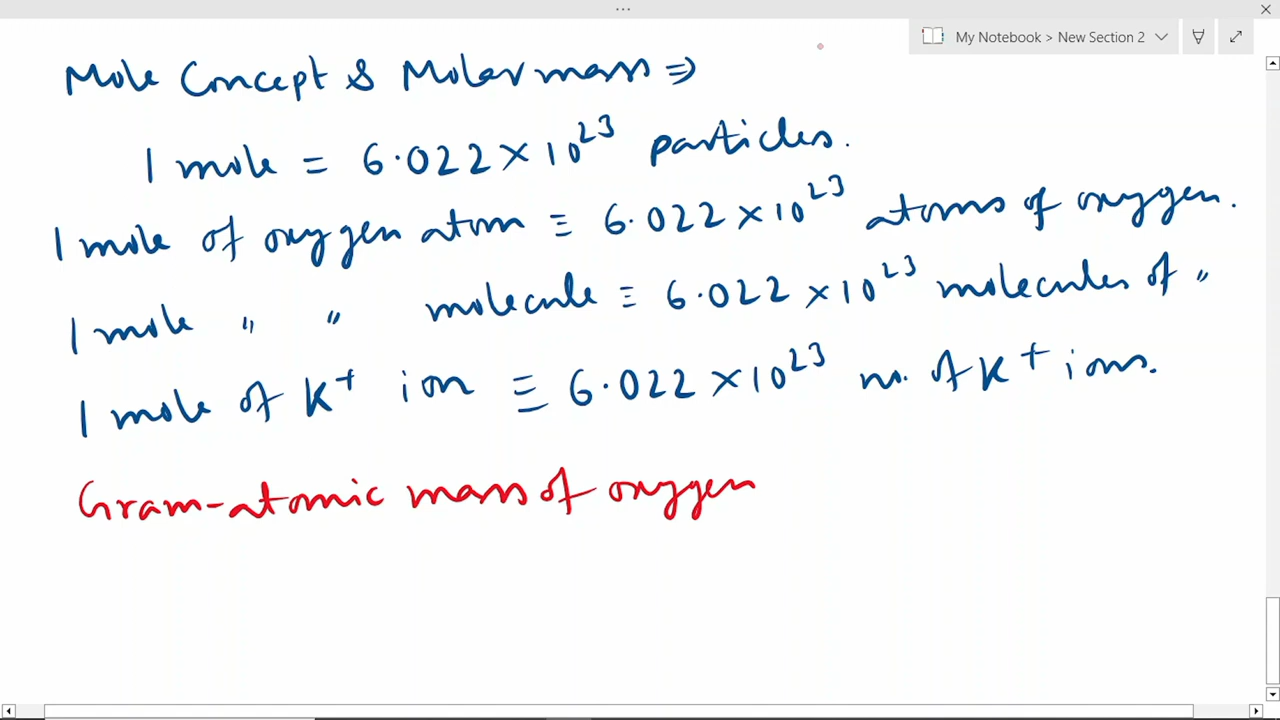 My Notebook > New Section 2
Mole Concept & Molar mass ⇒
1 mole = 6.022 × 10²³ particles.
1 mole of oxygen atom ≡ 6.022 × 10²³ atoms of oxygen.
1 mole " " molecule ≡ 6.022 × 10²³ molecules of "
1 mole of K⁺ ion ≡ 6.022 × 10²³ no. of K⁺ ions.
Gram-atomic mass of oxygen